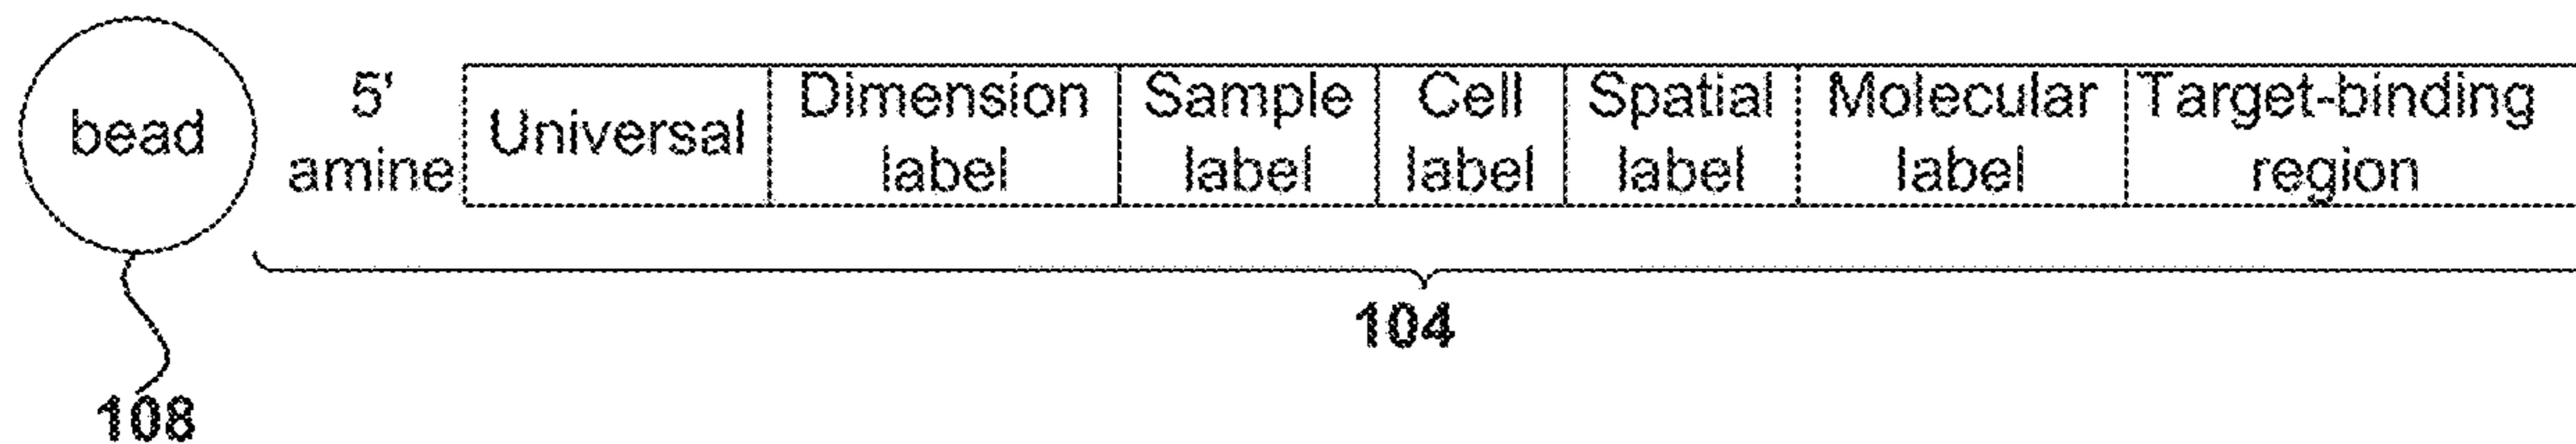 bead
5'
amine
Universal
Dimension
label
Sample
label
Cell
label
Spatial
label
Molecular
label
Target-binding
region
104
108